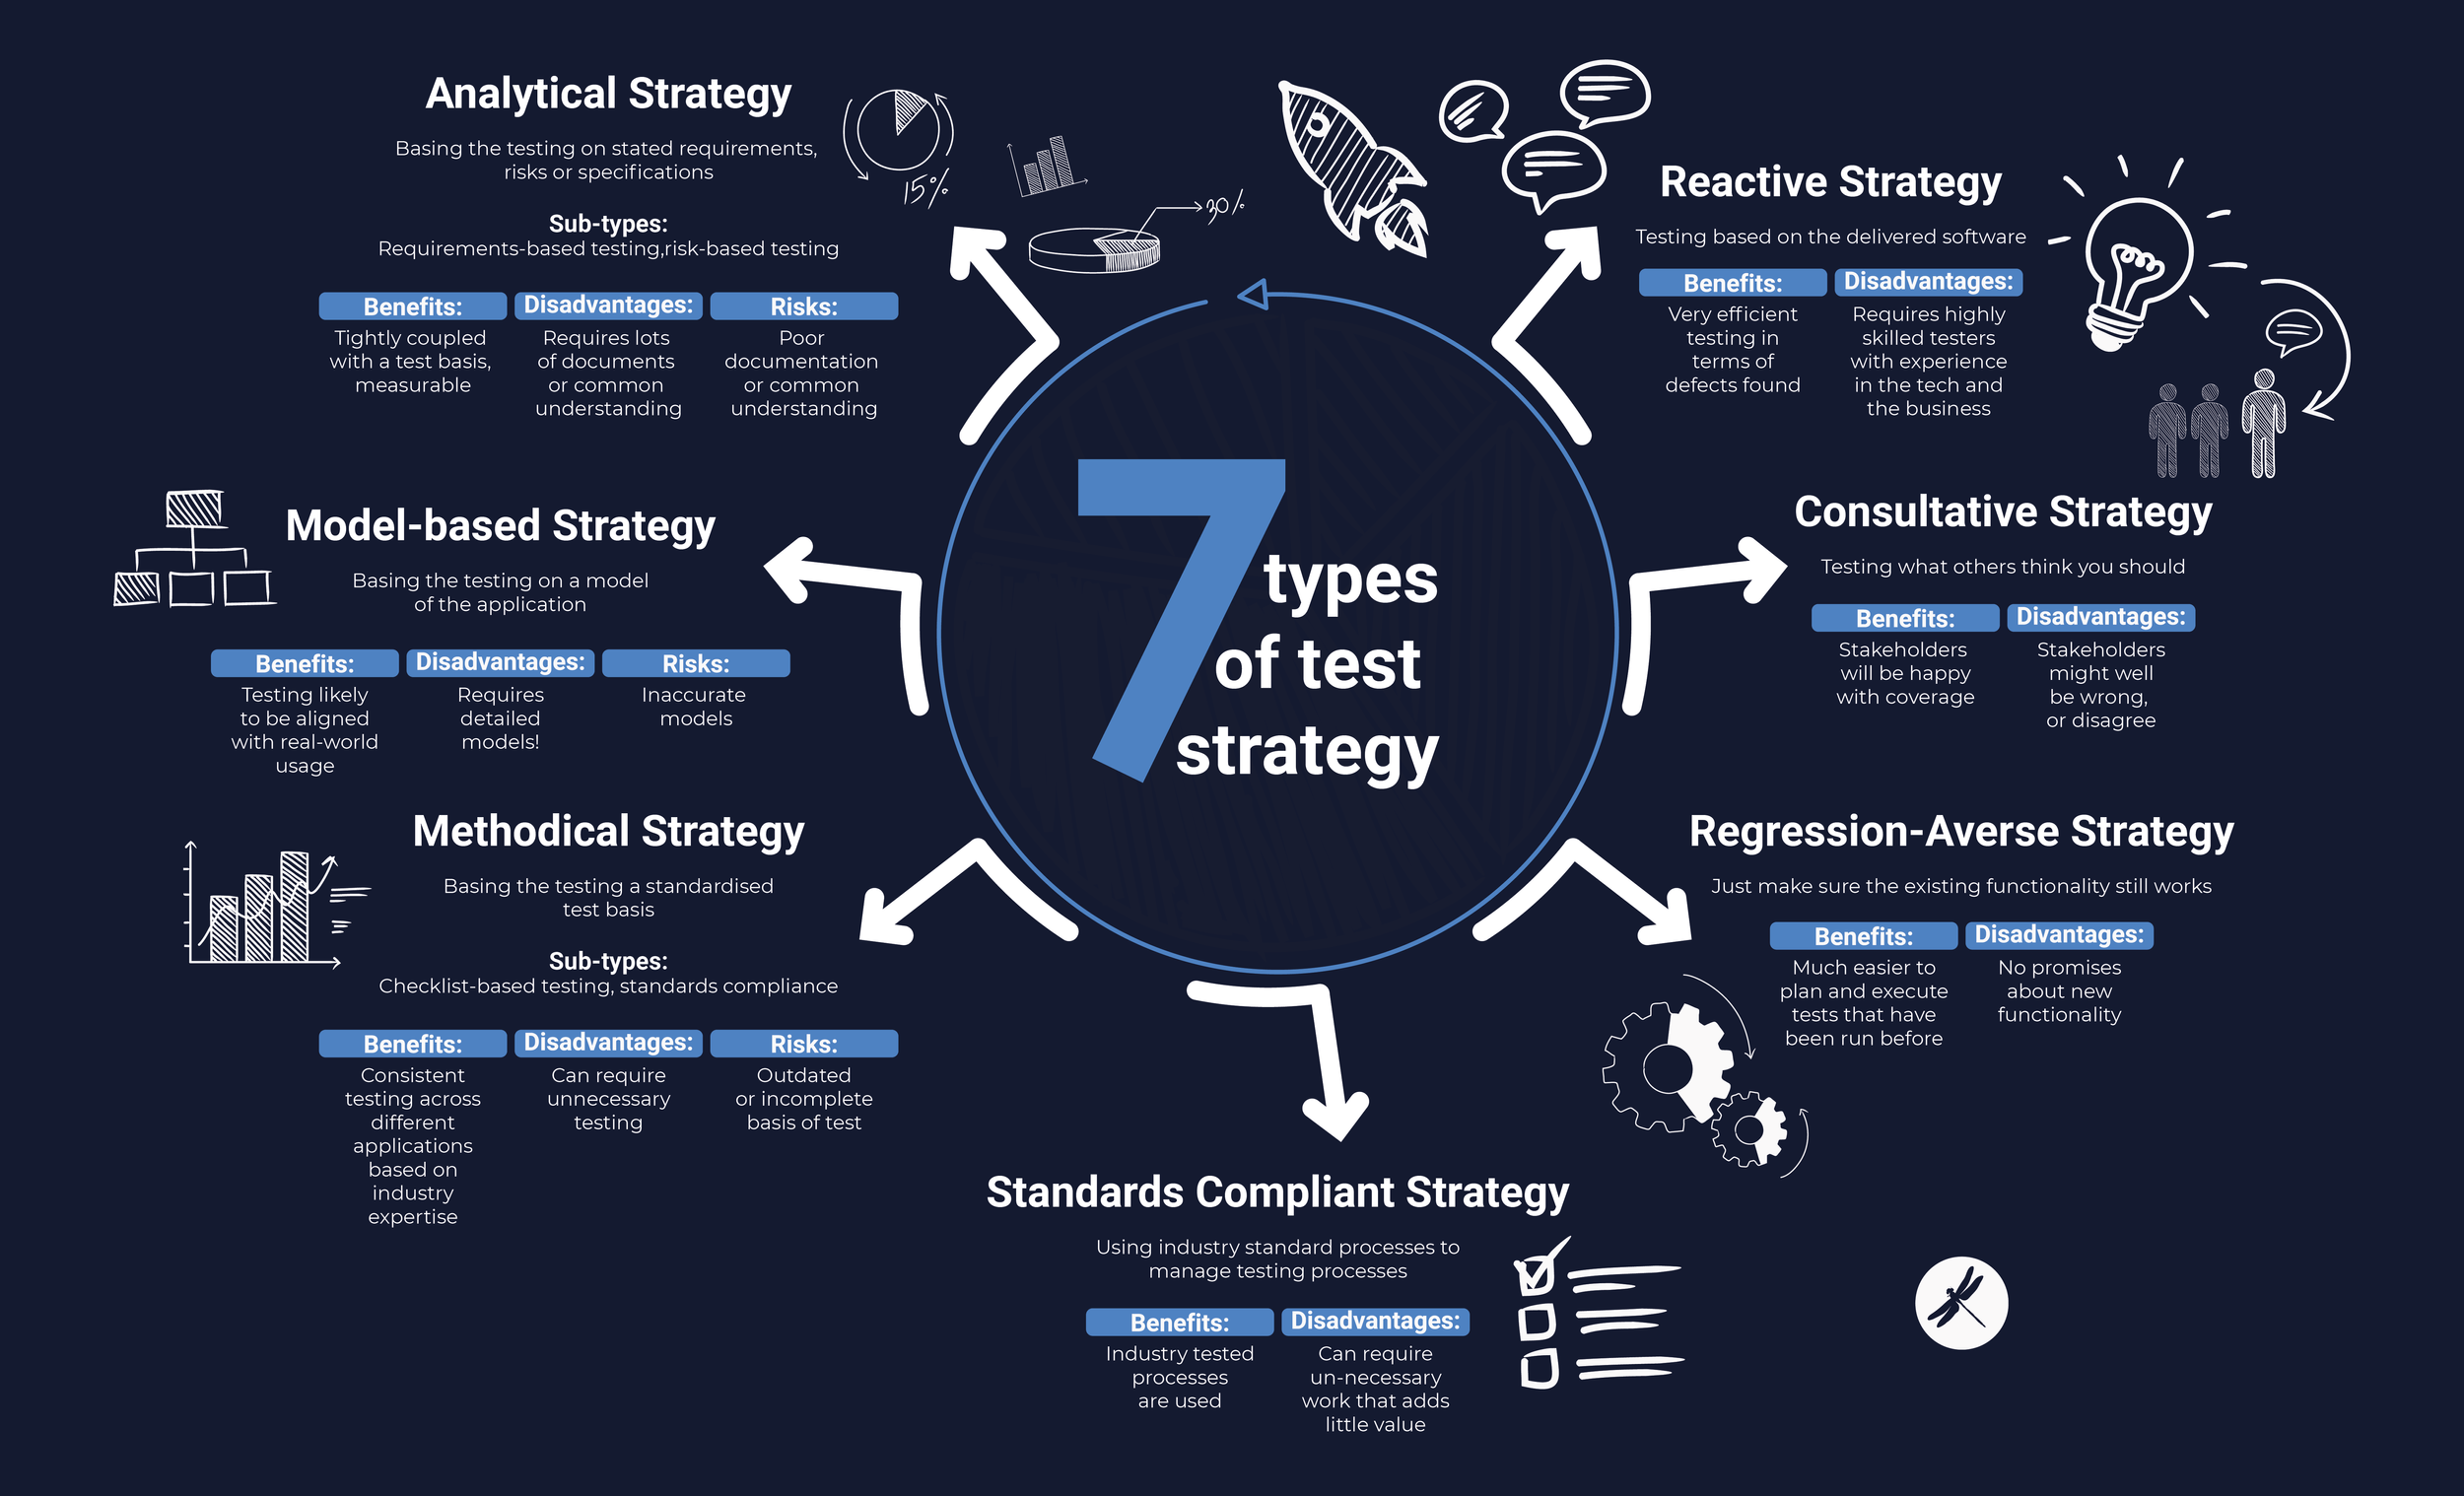 Analytical Strategy
Basing the testing on stated requirements,
risks or specifications
Sub-types:
Requirements-based testing,risk-based testing
Benefits:
Tightly coupled
with a test basis,
measurable
Disadvantages:
Requires lots
of documents
or common
understanding
Risks:
Poor
documentation
or common
understanding
15%
30%
Model-based Strategy
Basing the testing on a model
of the application
Benefits:
Testing likely
to be aligned
with real-world
usage
Disadvantages:
Requires
detailed
models!
Risks:
Inaccurate
models
Methodical Strategy
Basing the testing a standardised
test basis
Sub-types:
Checklist-based testing, standards compliance
Benefits:
Consistent
testing across
different
applications
based on
industry
expertise
Disadvantages:
Can require
unnecessary
testing
Risks:
Outdated
or incomplete
basis of test
7
types
of test
strategy
Standards Compliant Strategy
Using industry standard processes to
manage testing processes
Benefits:
Industry tested
processes
are used
Disadvantages:
Can require
un-necessary
work that adds
little value
Reactive Strategy
Testing based on the delivered software
Benefits:
Very efficient
testing in
terms of
defects found
Disadvantages:
Requires highly
skilled testers
with experience
in the tech and
the business
Consultative Strategy
Testing what others think you should
Benefits:
Stakeholders
will be happy
with coverage
Disadvantages:
Stakeholders
might well
be wrong,
or disagree
Regression-Averse Strategy
Just make sure the existing functionality still works
Benefits:
Much easier to
plan and execute
tests that have
been run before
Disadvantages:
No promises
about new
functionality